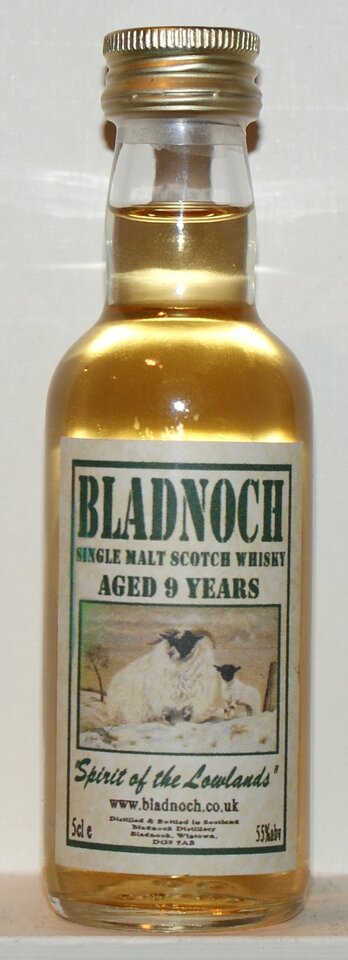 BLADNOCH
SINGLE MALT SCOTCH WHISKY
AGED 9 YEARS
"Spirit of the Lowlands"
www.bladnoch.co.uk
Distilled & Bottled in Scotland
Bladnoch Distillery
Bladnoch, Wigtown,
DG8 9AB
5cl e
55%abv